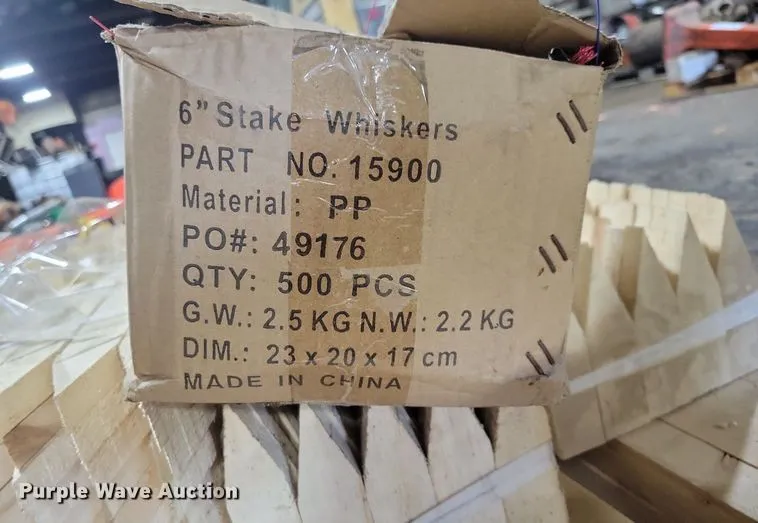 6” Stake Whiskers
PART NO: 15900
Material: PP
PO#: 49176
QTY: 500 PCS
G.W.: 2.5 KG N.W.: 2.2 KG
DIM.: 23 x 20 x 17 cm
MADE IN CHINA
Purple Wave Auction